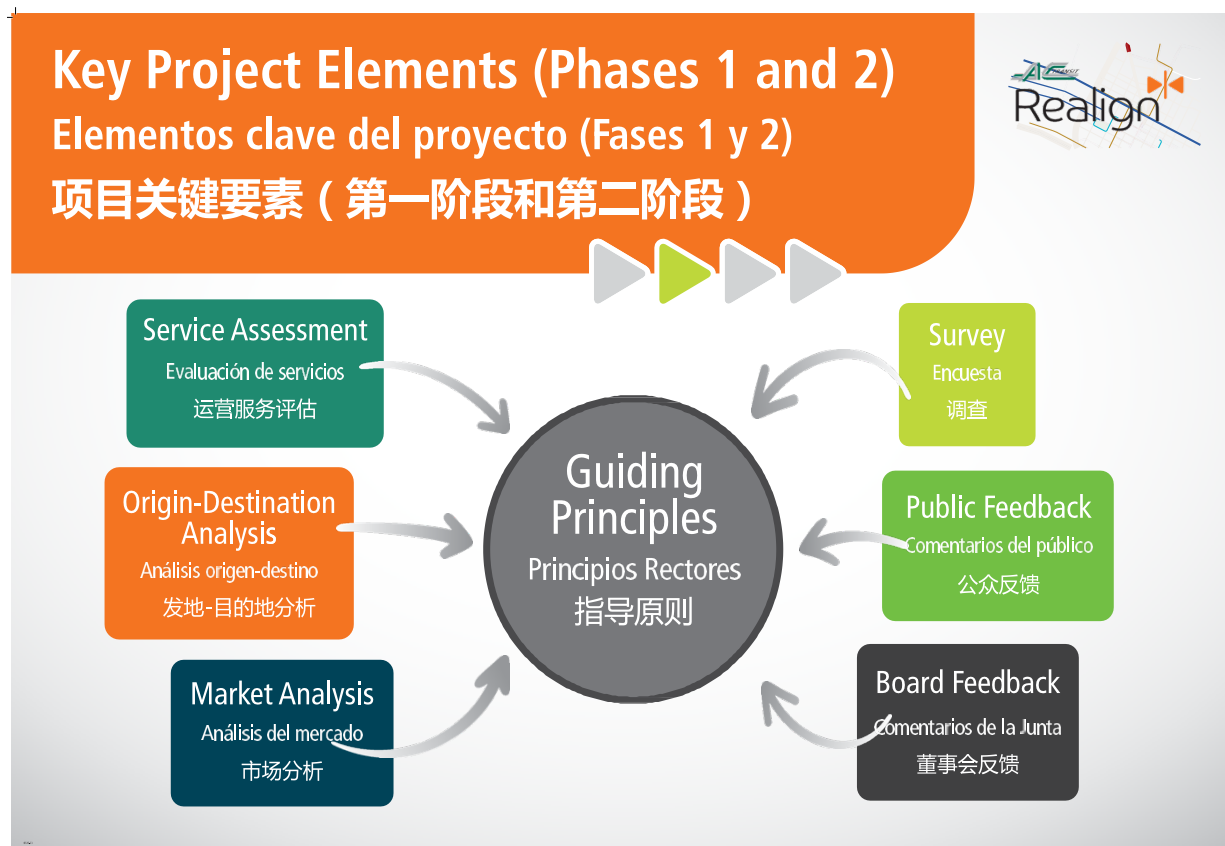 Key Project Elements (Phases 1 and 2)
Elementos clave del proyecto (Fases 1 y 2)
项目关键要素（第一阶段和第二阶段）
AC TRANSIT
Realign
Service Assessment
Evaluación de servicios
运营服务评估
Origin-Destination
Analysis
Análisis origen-destino
发地-目的地分析
Market Analysis
Análisis del mercado
市场分析
Guiding
Principles
Principios Rectores
指导原则
Survey
Encuesta
调查
Public Feedback
Comentarios del público
公众反馈
Board Feedback
Comentarios de la Junta
董事会反馈